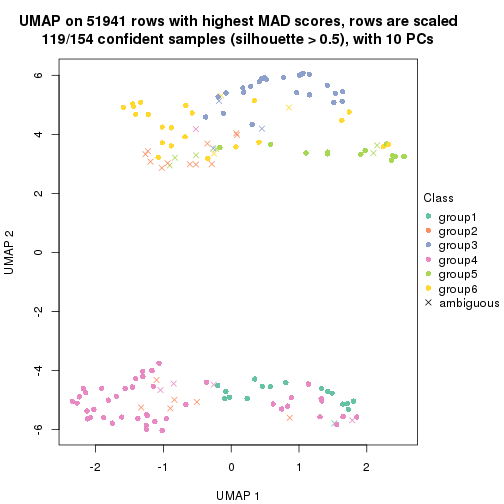 UMAP on 51941 rows with highest MAD scores, rows are scaled
119/154 confident samples (silhouette > 0.5), with 10 PCs
6
4
2
0
-2
-4
-6
UMAP 2
-2
-1
0
1
2
UMAP 1
Class
group1
group2
group3
group4
group5
group6
ambiguous